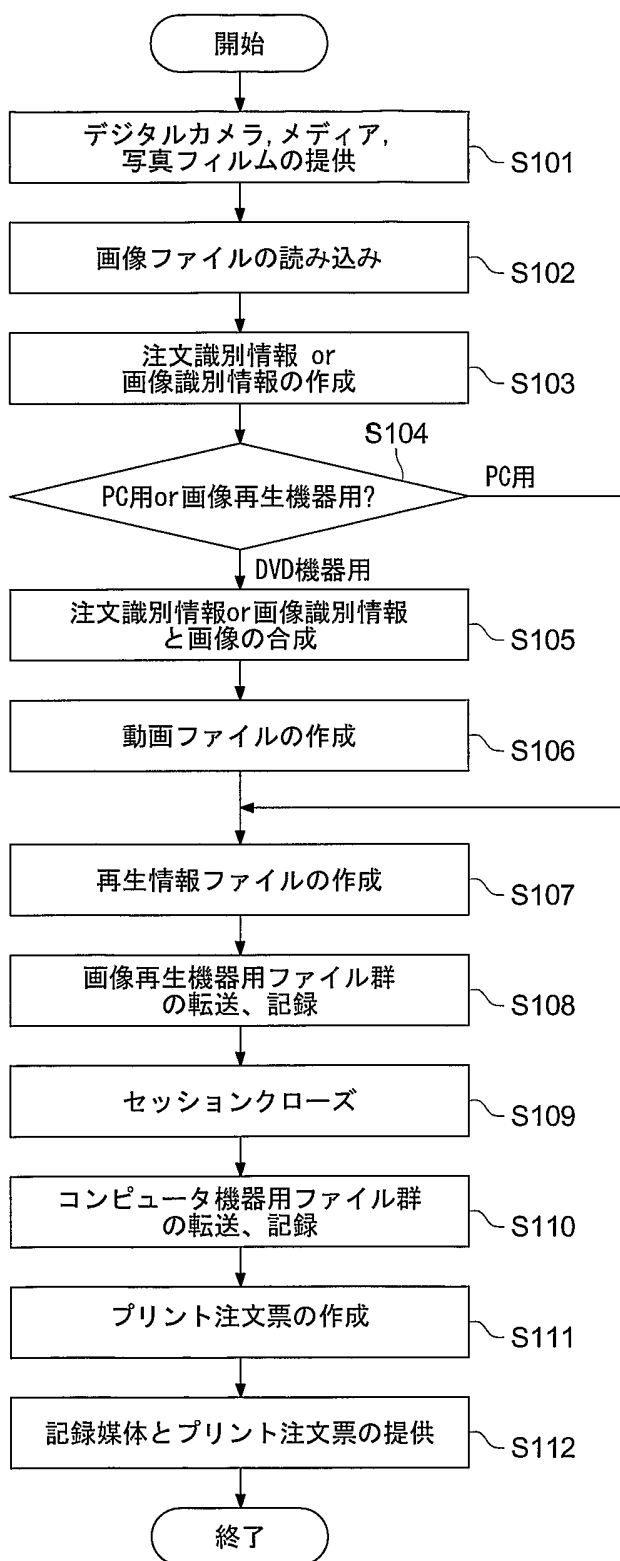 開始
デジタルカメラ,メディア,
写真フィルムの提供
S101
画像ファイルの読み込み
S102
注文識別情報 or
画像識別情報の作成
S103
S104
PC用or画像再生機器用?
PC用
DVD機器用
注文識別情報or画像識別情報
と画像の合成
S105
動画ファイルの作成
S106
再生情報ファイルの作成
S107
画像再生機器用ファイル群
の転送、記録
S108
セッションクローズ
S109
コンピュータ機器用ファイル群
の転送、記録
S110
プリント注文票の作成
S111
記録媒体とプリント注文票の提供
S112
終了